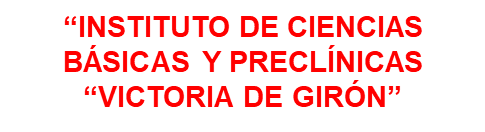 “INSTITUTO DE CIENCIAS
BÁSICAS Y PRECLÍNICAS
“VICTORIA DE GIRÓN”